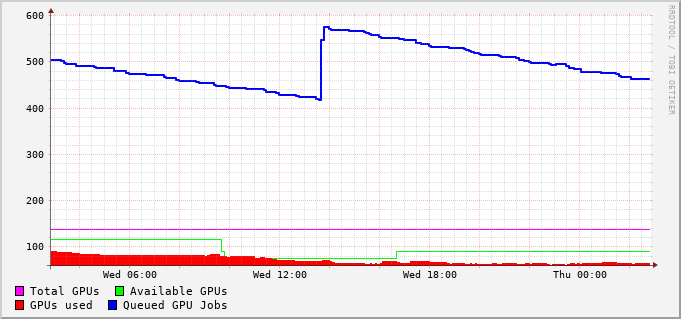 600
500
400
300
200
100
Wed 06:00 Wed 12:00 Wed 18:00 Thu 00:00
Total GPUs Available GPUs
GPUs used Queued GPU Jobs
RRDTOOL / TOBI OETIKER